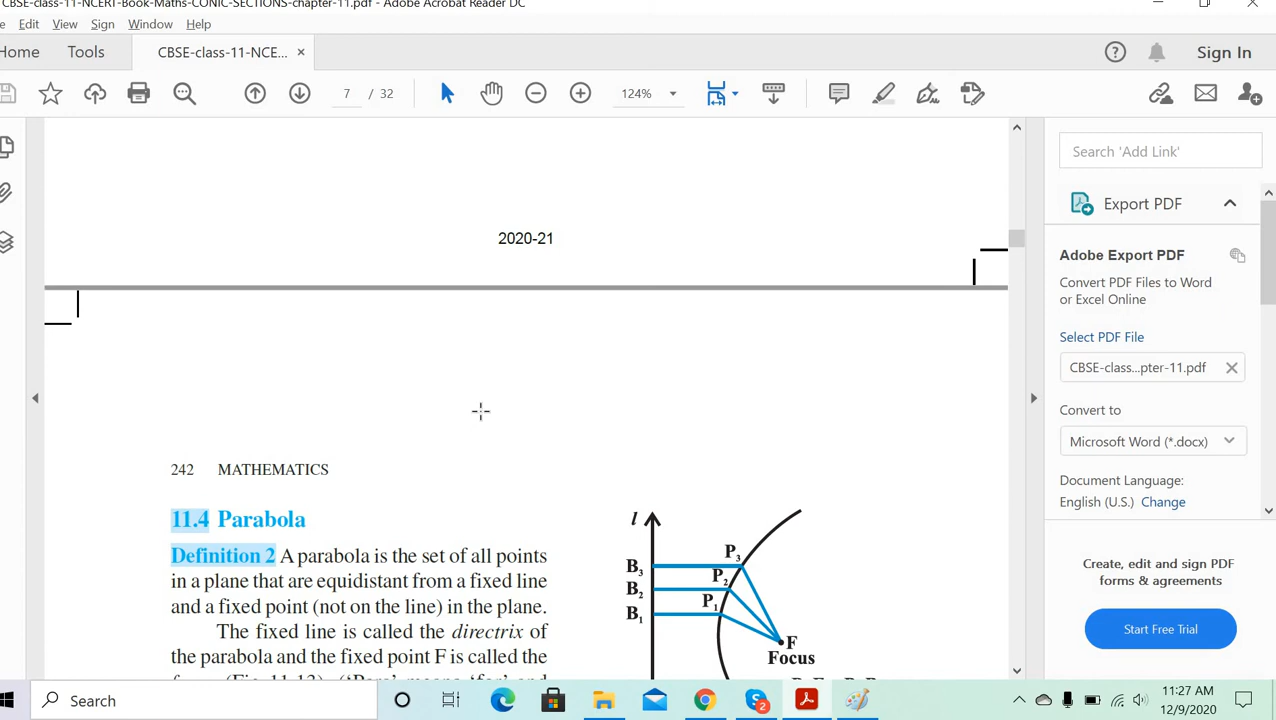 CBSE-class-11-NCERT-Book-Maths-CONIC-SECTIONS-chapter-11.pdf - Adobe Acrobat Reader DC
Edit View Sign Window Help
Home Tools CBSE-class-11-NCE... × Sign In
7 / 32 124%
Search 'Add Link'
Export PDF
Adobe Export PDF
Convert PDF Files to Word
or Excel Online
Select PDF File
CBSE-class...pter-11.pdf
Convert to
Microsoft Word (*.docx)
Document Language:
English (U.S.) Change
Create, edit and sign PDF
forms & agreements
Start Free Trial
2020-21
242 MATHEMATICS
11.4 Parabola
Definition 2 A parabola is the set of all points
in a plane that are equidistant from a fixed line
and a fixed point (not on the line) in the plane.
The fixed line is called the directrix of
the parabola and the fixed point F is called the
l
P3
B3
P2
B2
P1
B1
F
Focus
Search
2
11:27 AM
12/9/2020